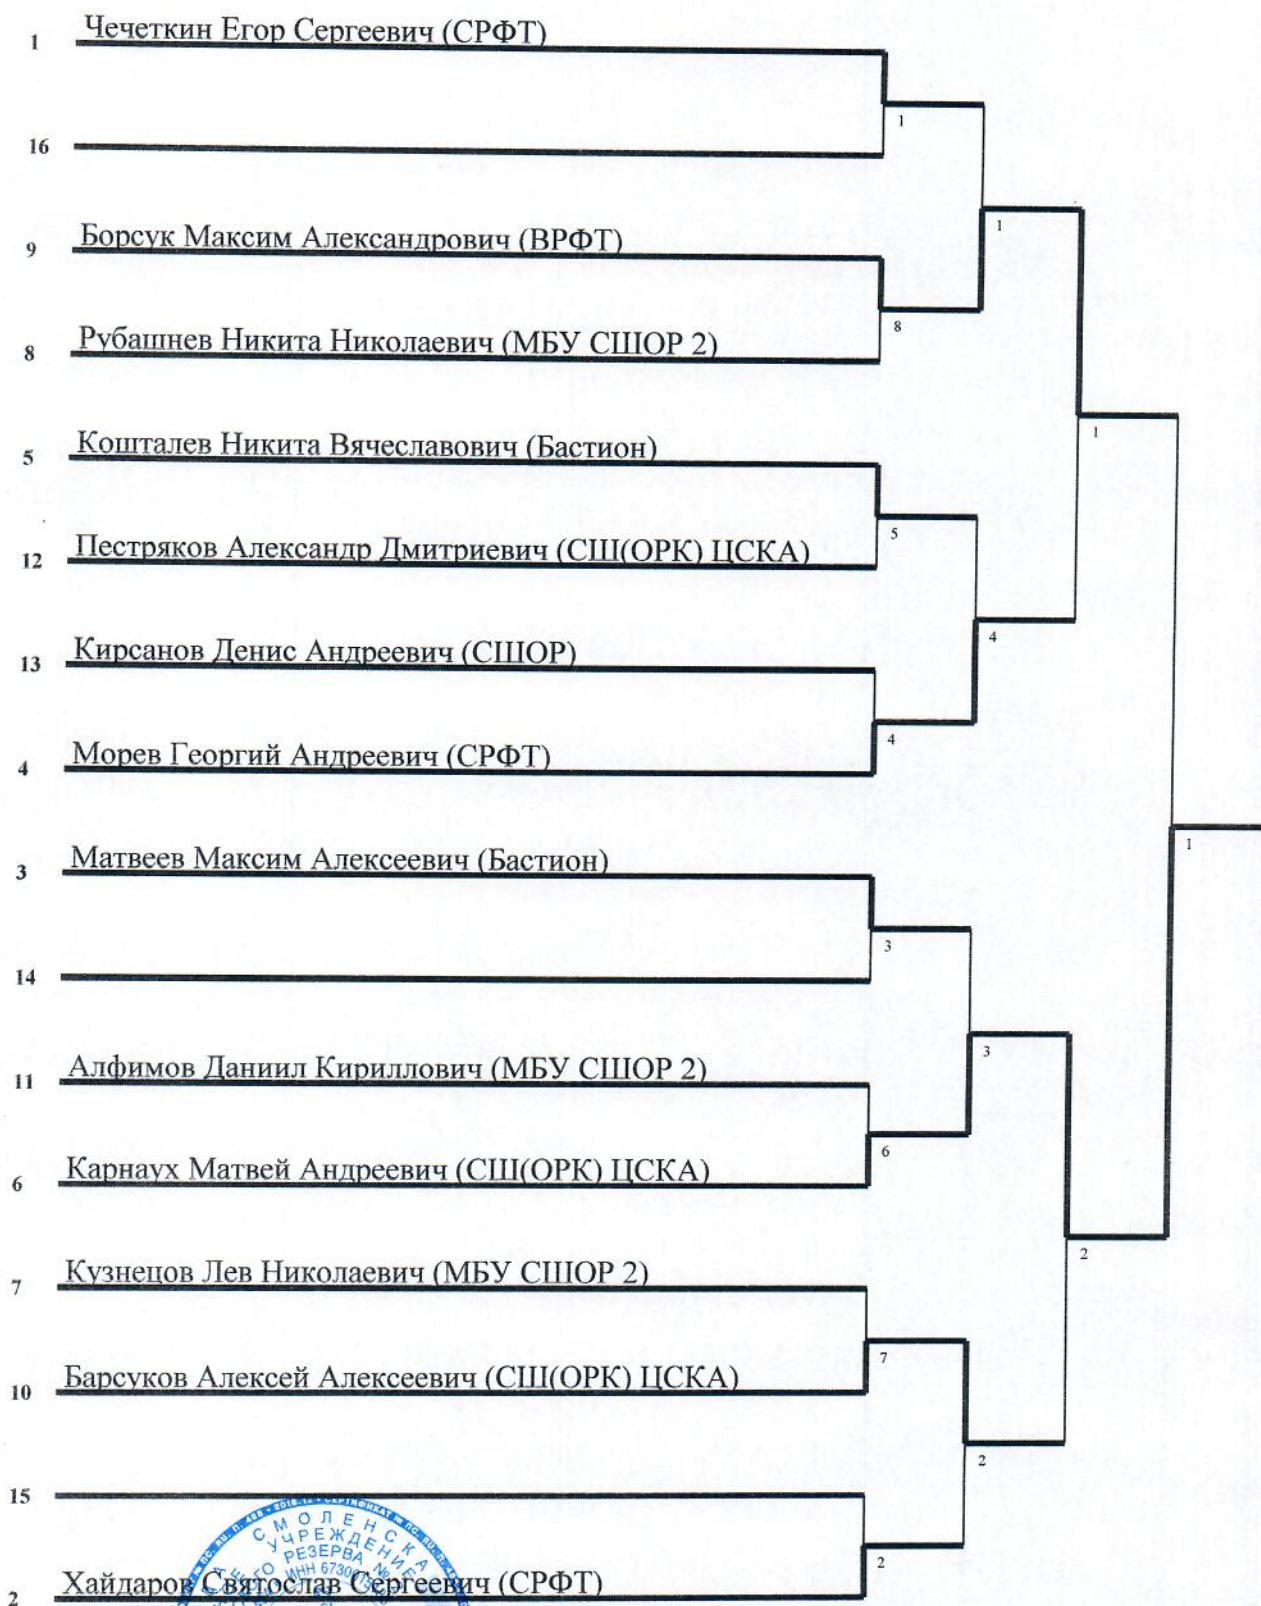 1 Чечеткин Егор Сергеевич (СРФТ)
1
16
9 Борсук Максим Александрович (ВРФТ)
1
8
8 Рубашнев Никита Николаевич (МБУ СШОР 2)
5 Кошталев Никита Вячеславович (Бастион)
1
5
12 Пестряков Александр Дмитриевич (СШ(ОРК) ЦСКА)
4
13 Кирсанов Денис Андреевич (СШОР)
4
4 Морев Георгий Андреевич (СРФТ)
1
3 Матвеев Максим Алексеевич (Бастион)
3
14
3
11 Алфимов Даниил Кириллович (МБУ СШОР 2)
6
6 Карнаух Матвей Андреевич (СШ(ОРК) ЦСКА)
2
7 Кузнецов Лев Николаевич (МБУ СШОР 2)
7
10 Барсуков Алексей Алексеевич (СШ(ОРК) ЦСКА)
2
15
СМОЛЕНСКА
УЧРЕЖДЕНИЕ
РЕЗЕРВА №
2
2 Хайдаров Святослав Сергеевич (СРФТ)